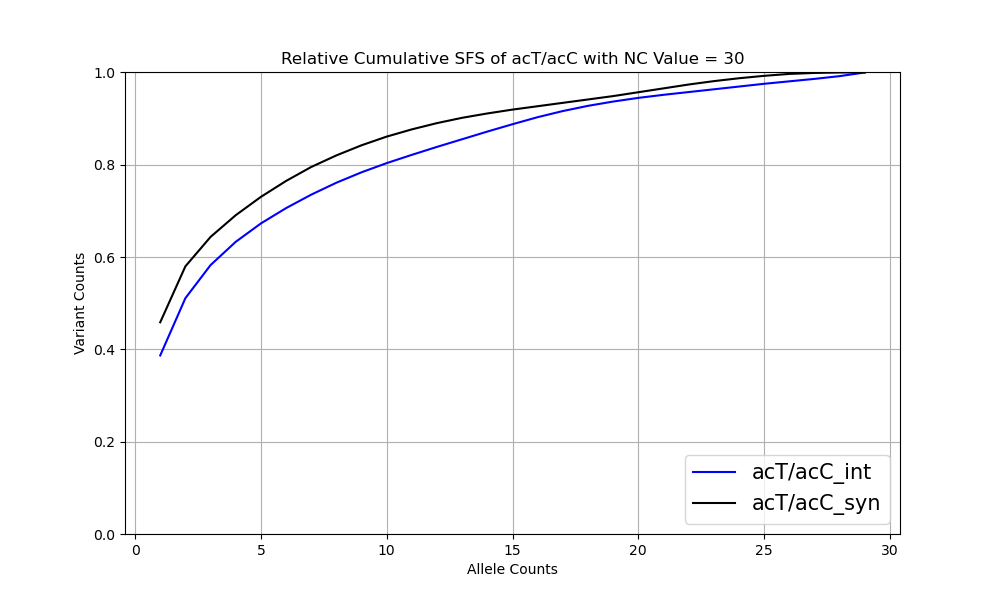 Relative Cumulative SFS of acT/acC with NC Value = 30
1.0
0.8
0.6
0.4
0.2
0.0
Variant Counts
acT/acC_int
acT/acC_syn
0 5 10 15 20 25 30
Allele Counts